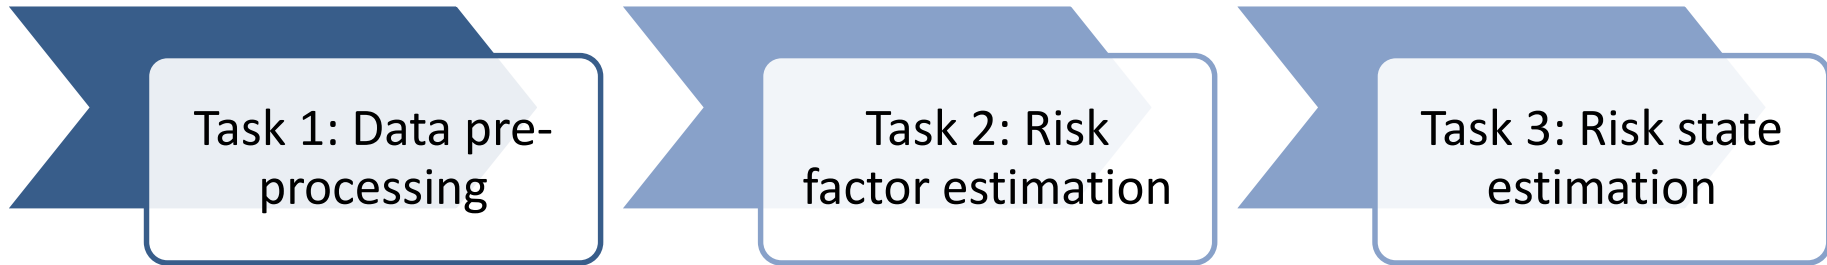 Task 1: Data pre-
processing
Task 2: Risk
factor estimation
Task 3: Risk state
estimation